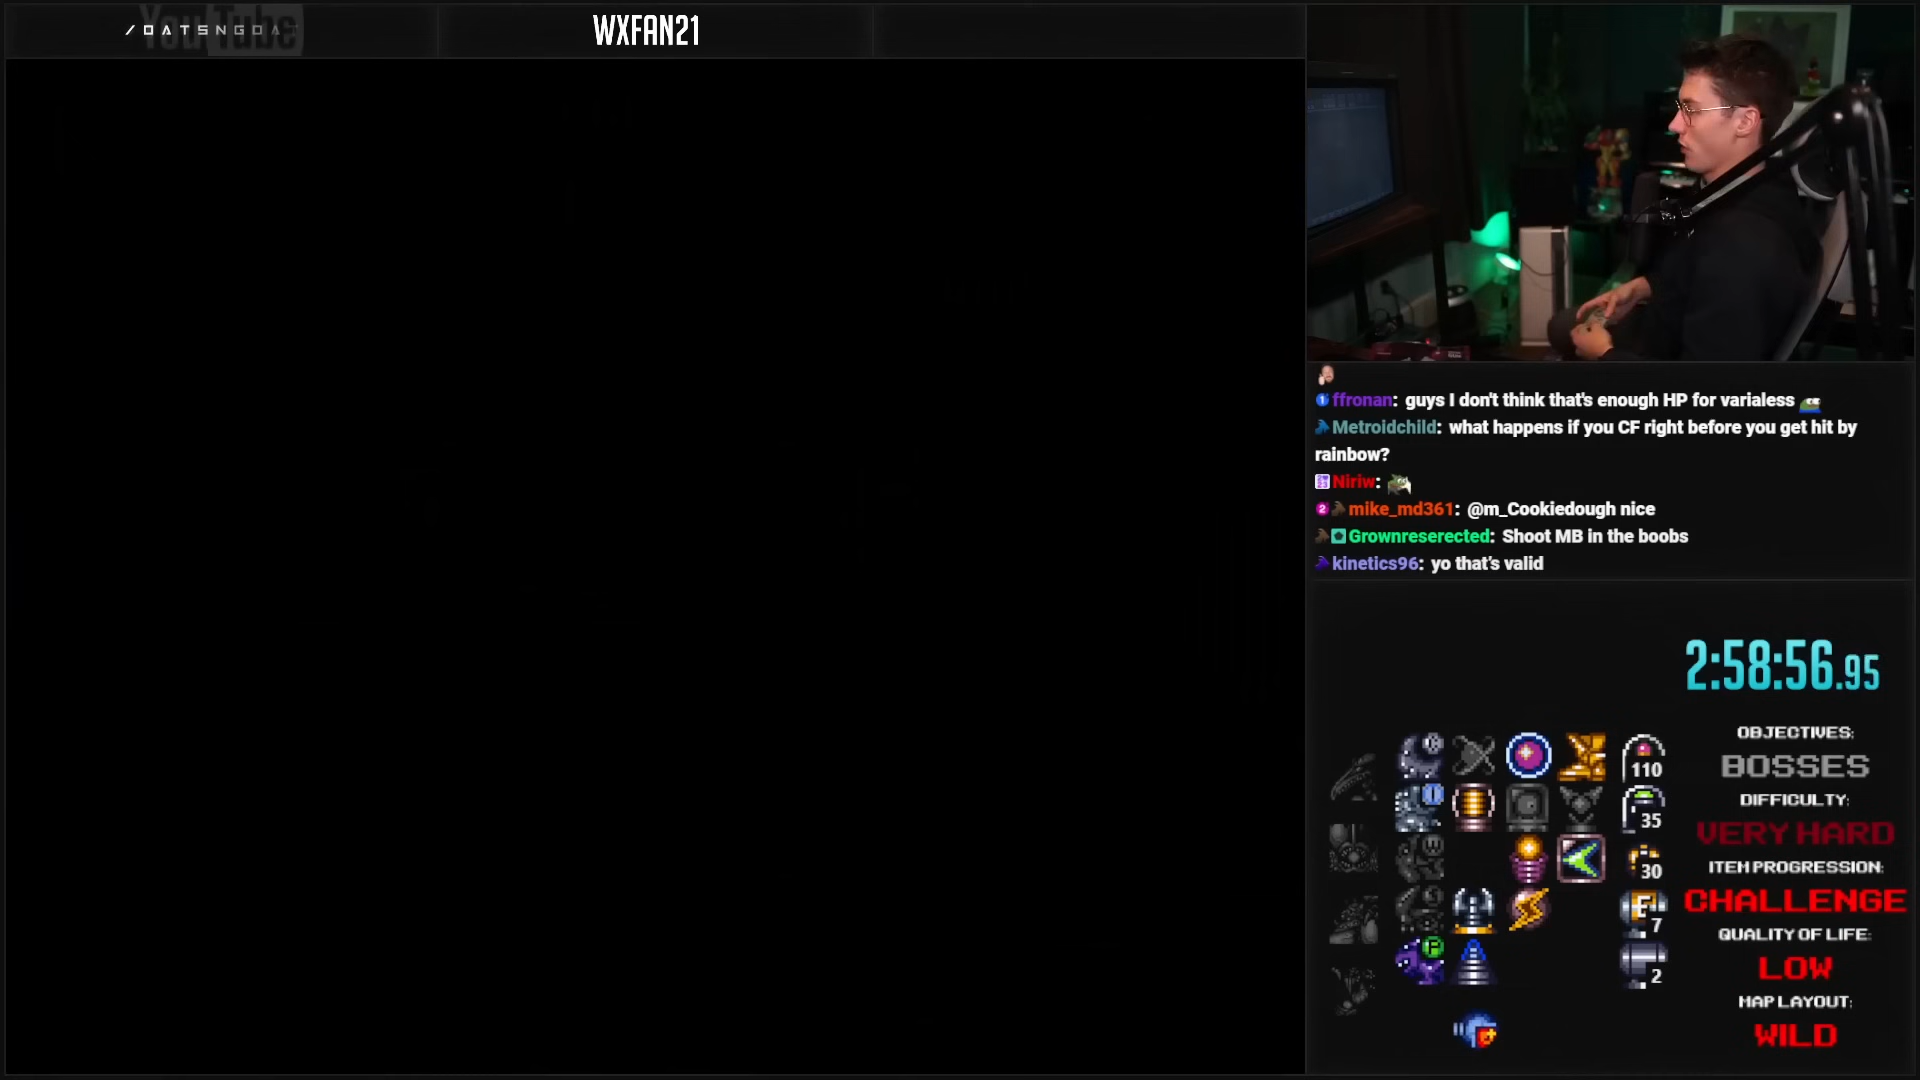 /OATSNGOAT
YouTube
WXFAN21
ffronan: guys I don't think that's enough HP for varialess
Metroidchild: what happens if you CF right before you get hit by
rainbow?
Niriw:
mike_md361: @m_Cookiedough nice
Grownreserected: Shoot MB in the boobs
kinetics96: yo that's valid
2:58:56.95
OBJECTIVES:
BOSSES
DIFFICULTY:
VERY HARD
ITEM PROGRESSION:
CHALLENGE
QUALITY OF LIFE:
LOW
MAP LAYOUT:
WILD
110
35
30
E 7
2